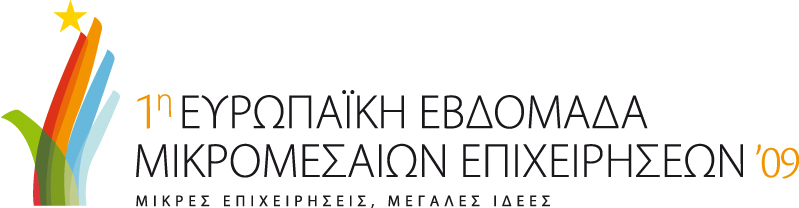 1η ΕΥΡΩΠΑΪΚΗ ΕΒΔΟΜΑΔΑ
ΜΙΚΡΟΜΕΣΑΙΩΝ ΕΠΙΧΕΙΡΗΣΕΩΝ '09
ΜΙΚΡΕΣ ΕΠΙΧΕΙΡΗΣΕΙΣ, ΜΕΓΑΛΕΣ ΙΔΕΕΣ